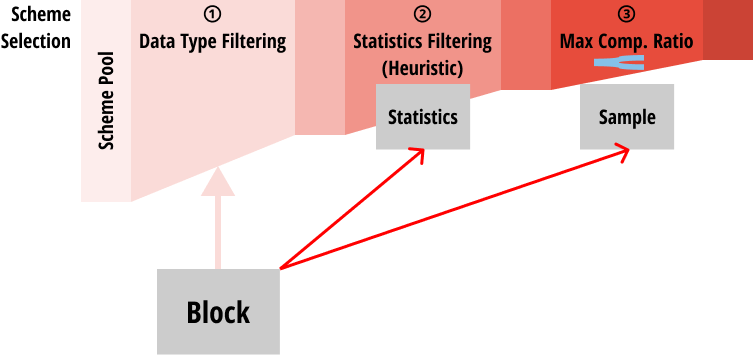 Scheme
Selection
Scheme Pool
①
Data Type Filtering
②
Statistics Filtering
(Heuristic)
③
Max Comp. Ratio
Statistics
Sample
Block